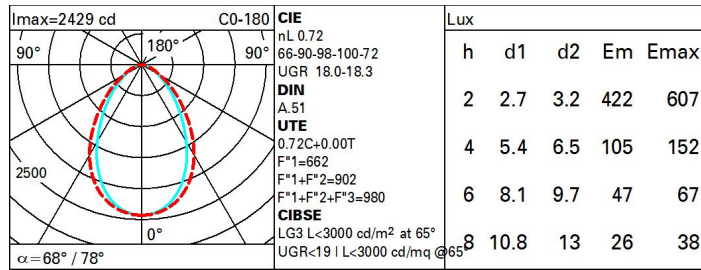 Imax=2429 cd C0-180
90° 180° 90°
2500
0°
α=68° / 78°
CIE
nL 0.72
66-90-98-100-72
UGR 18.0-18.3
DIN
A.51
UTE
0.72C+0.00T
F"1=662
F"1+F"2=902
F"1+F"2+F"3=980
CIBSE
LG3 L<3000 cd/m² at 65°
UGR<19 | L<3000 cd/mq @65°
Lux
h d1 d2 Em Emax
2 2.7 3.2 422 607
4 5.4 6.5 105 152
6 8.1 9.7 47 67
8 10.8 13 26 38